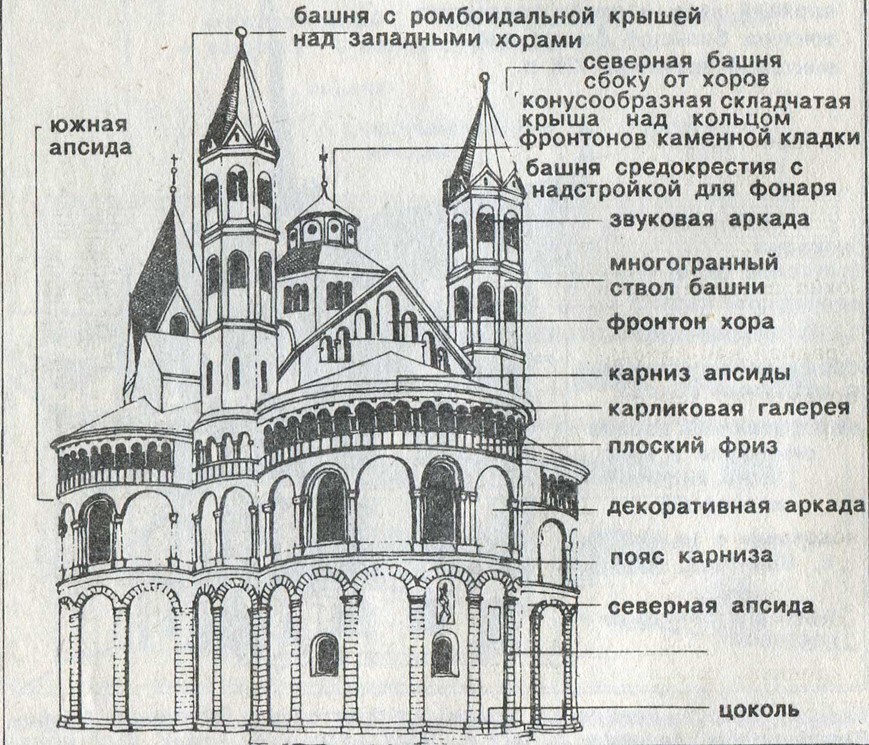 башня с ромбоидальной крышей
над западными хорами
северная башня
сбоку от хоров
конусообразная складчатая
крыша над кольцом
фронтонов каменной кладки
южная
апсида
башня средокрестия с
надстройкой для фонаря
звуковая аркада
многогранный
ствол башни
фронтон хора
карниз апсиды
карликовая галерея
плоский фриз
декоративная аркада
пояс карниза
северная апсида
цоколь